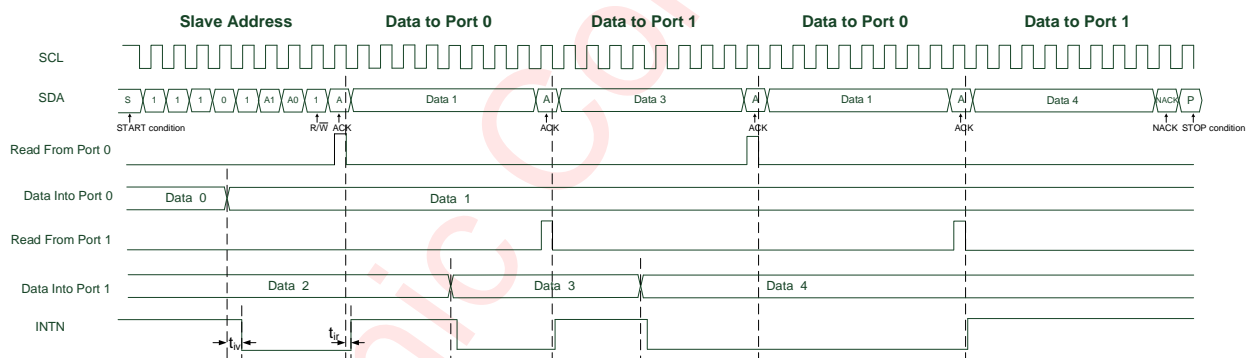 Slave Address Data to Port 0 Data to Port 1 Data to Port 0 Data to Port 1
SCL
SDA S 1 1 1 0 1 A1 A0 1 A Data 1 A Data 3 A Data 1 A Data 4 NACK P
START condition R/W ACK ACK ACK ACK NACK STOP condition
Read From Port 0
Data Into Port 0 Data 0 Data 1
Read From Port 1
Data Into Port 1 Data 2 Data 3 Data 4
INTN tiv tir